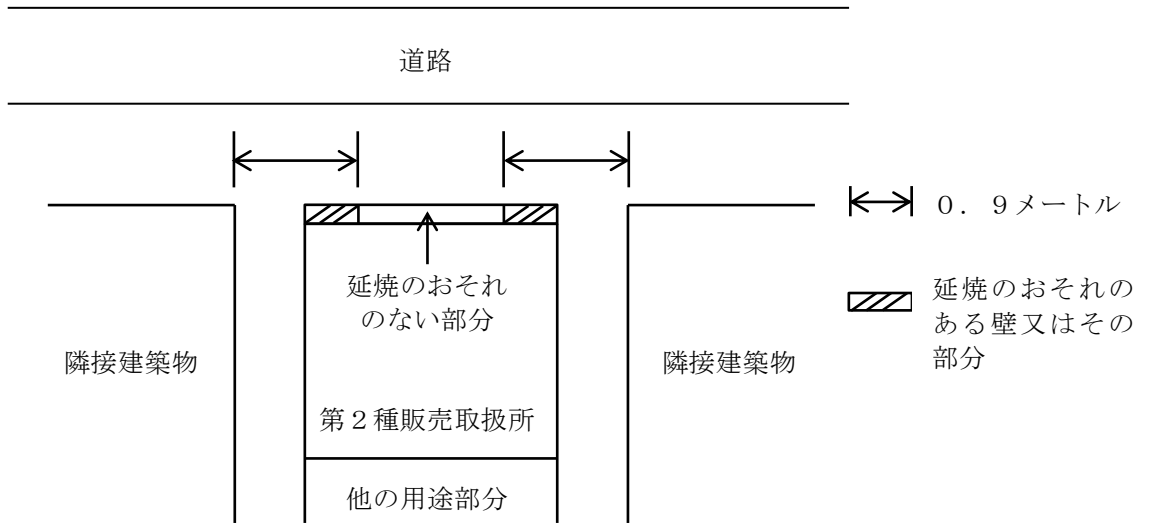 道路
0．9メートル
延焼のおそれ
のない部分
延焼のおそれの
ある壁又はその
部分
隣接建築物
隣接建築物
第２種販売取扱所
他の用途部分